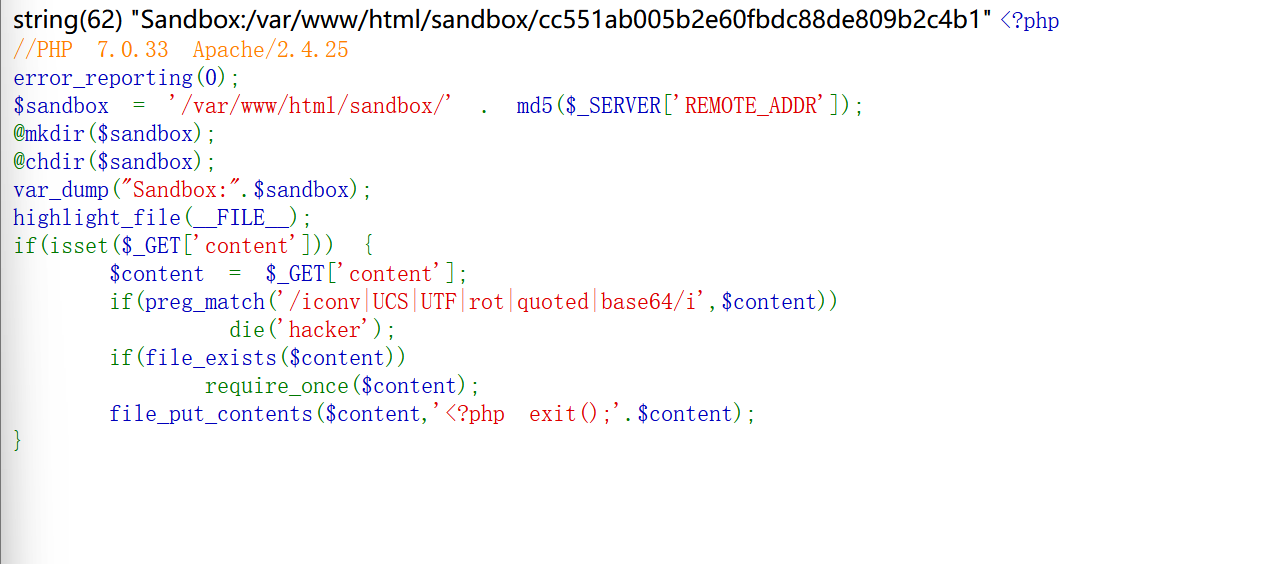 string(62) "Sandbox:/var/www/html/sandbox/cc551ab005b2e60fbdc88de809b2c4b1" <?php
//PHP 7.0.33 Apache/2.4.25
error_reporting(0);
$sandbox = '/var/www/html/sandbox/' . md5($_SERVER['REMOTE_ADDR']);
@mkdir($sandbox);
@chdir($sandbox);
var_dump("Sandbox:".$sandbox);
highlight_file(__FILE__);
if(isset($_GET['content'])) {
$content = $_GET['content'];
if(preg_match('/iconv|UCS|UTF|rot|quoted|base64/i',$content))
die('hacker');
if(file_exists($content))
require_once($content);
file_put_contents($content,'<?php exit();'.$content);
}